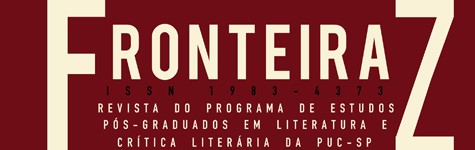 FRONTEIRAZ
ISSN 1983-4373
REVISTA DO PROGRAMA DE ESTUDOS
PÓS-GRADUADOS EM LITERATURA E
CRÍTICA LITERÁRIA DA PUC-SP